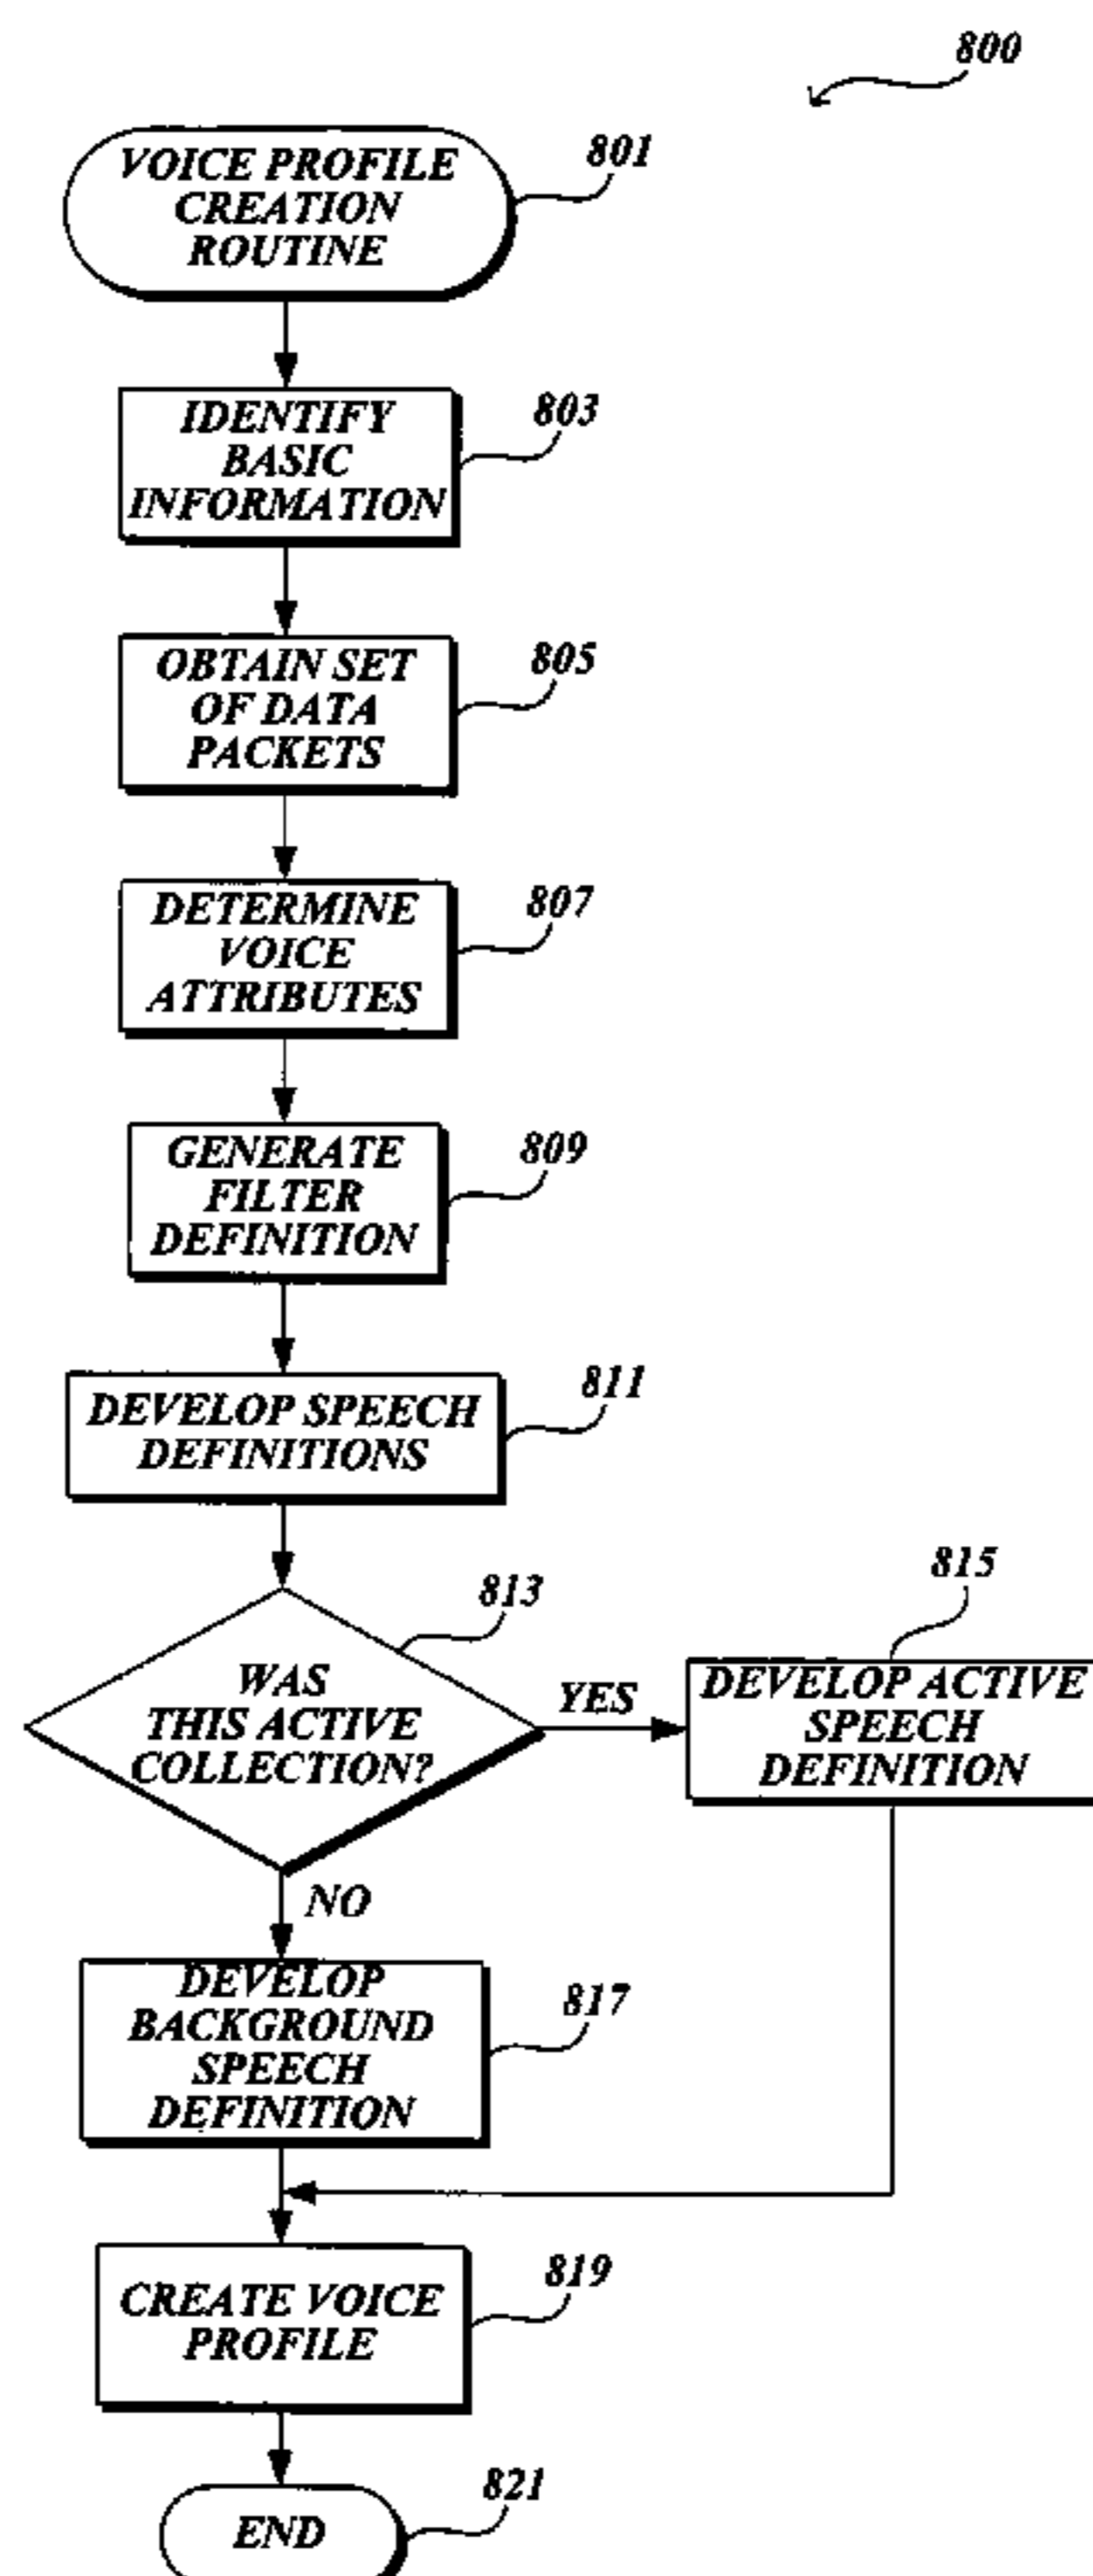 800
VOICE PROFILE
CREATION
ROUTINE
801
IDENTIFY
BASIC
INFORMATION
803
OBTAIN SET
OF DATA
PACKETS
805
DETERMINE
VOICE
ATTRIBUTES
807
GENERATE
FILTER
DEFINITION
809
DEVELOP SPEECH
DEFINITIONS
811
WAS
THIS ACTIVE
COLLECTION?
813
YES
DEVELOP ACTIVE
SPEECH
DEFINITION
815
NO
DEVELOP
BACKGROUND
SPEECH
DEFINITION
817
CREATE VOICE
PROFILE
819
END
821